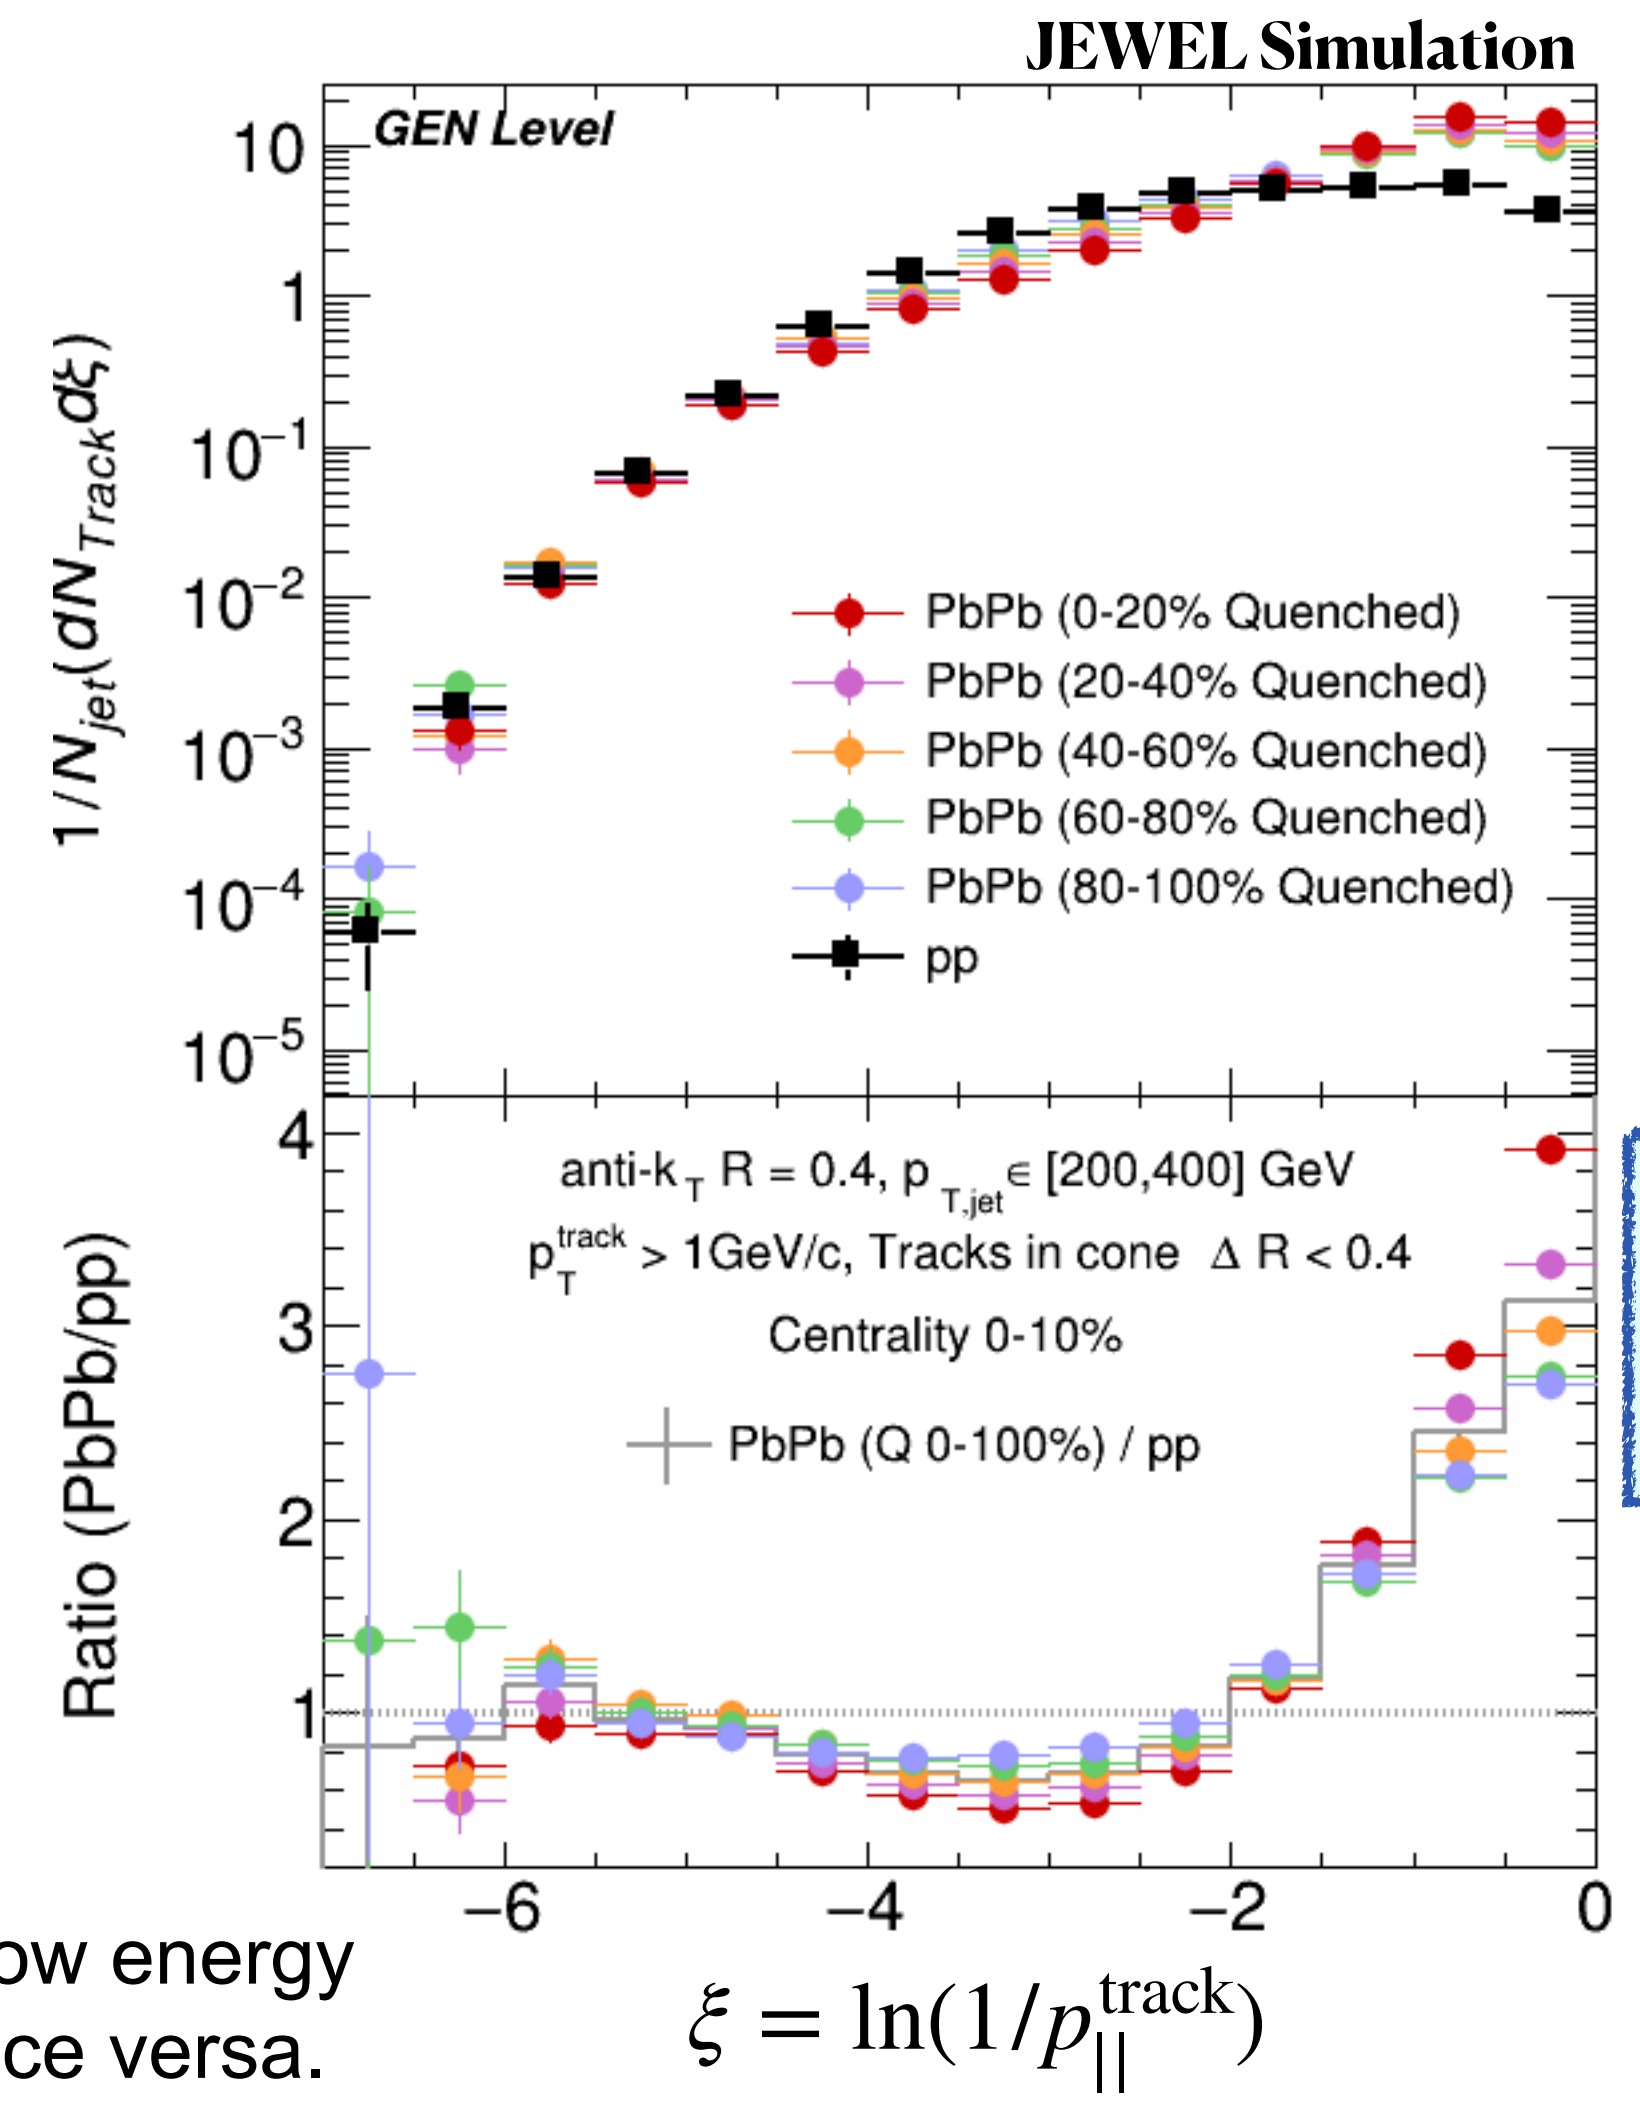 JEWEL Simulation
GEN Level
10
1
10⁻¹
10⁻²
10⁻³
10⁻⁴
10⁻⁵
1/N_jet(dN_Track dξ)
PbPb (0-20% Quenched)
PbPb (20-40% Quenched)
PbPb (40-60% Quenched)
PbPb (60-80% Quenched)
PbPb (80-100% Quenched)
pp
4
3
2
1
Ratio (PbPb/pp)
anti-k_T R = 0.4, p_T,jet ∈ [200,400] GeV
p_T^track > 1GeV/c, Tracks in cone Δ R < 0.4
Centrality 0-10%
PbPb (Q 0-100%) / pp
−6 −4 −2 0
ξ = ln(1/p_||^track)
ow energy
ce versa.